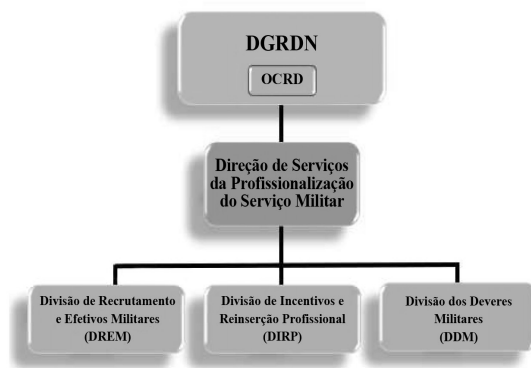 DGRDN
OCRD
Direção de Serviços
da Profissionalização
do Serviço Militar
Divisão de Recrutamento
e Efetivos Militares
(DREM)
Divisão de Incentivos e
Reinserção Profissional
(DIRP)
Divisão dos Deveres
Militares
(DDM)